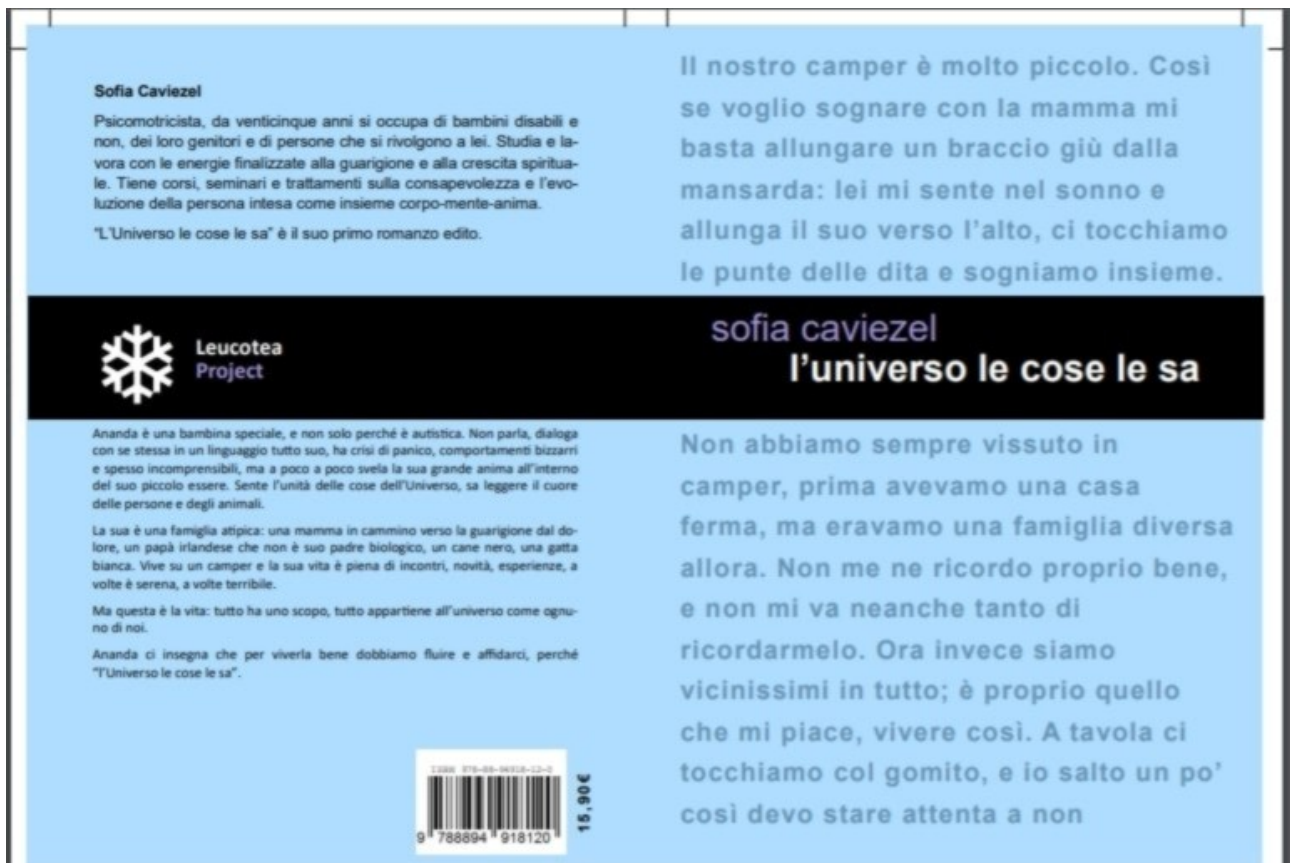 Sofia Caviezel
Psicomotricista, da venticinque anni si occupa di bambini disabili e
non, dei loro genitori e di persone che si rivolgono a lei. Studia e la-
vora con le energie finalizzate alla guarigione e alla crescita spiritua-
le. Tiene corsi, seminari e trattamenti sulla consapevolezza e l'evo-
luzione della persona intesa come insieme corpo-mente-anima.
"L'Universo le cose le sa" è il suo primo romanzo edito.
Leucotea
Project
Ananda è una bambina speciale, e non solo perché è autistica. Non parla, dialoga
con se stessa in un linguaggio tutto suo, ha crisi di panico, comportamenti bizzarri
e spesso incomprensibili, ma a poco a poco svela la sua grande anima all'interno
del suo piccolo essere. Sente l'unità delle cose dell'Universo, sa leggere il cuore
delle persone e degli animali.
La sua è una famiglia atipica: una mamma in cammino verso la guarigione dal do-
lore, un papà irlandese che non è suo padre biologico, un cane nero, una gatta
bianca. Vive su un camper e la sua vita è piena di incontri, novità, esperienze, a
volte è serena, a volte terribile.
Ma questa è la vita: tutto ha uno scopo, tutto appartiene all'universo come ognu-
no di noi.
Ananda ci insegna che per viverla bene dobbiamo fluire e affidarci, perché
"l'Universo le cose le sa".
ISBN 978-88-94918-12-0
9 788894 918120
15,90€
Il nostro camper è molto piccolo. Così
se voglio sognare con la mamma mi
basta allungare un braccio giù dalla
mansarda: lei mi sente nel sonno e
allunga il suo verso l'alto, ci tocchiamo
le punte delle dita e sogniamo insieme.
sofia caviezel
l'universo le cose le sa
Non abbiamo sempre vissuto in
camper, prima avevamo una casa
ferma, ma eravamo una famiglia diversa
allora. Non me ne ricordo proprio bene,
e non mi va neanche tanto di
ricordarmelo. Ora invece siamo
vicinissimi in tutto; è proprio quello
che mi piace, vivere così. A tavola ci
tocchiamo col gomito, e io salto un po'
così devo stare attenta a non